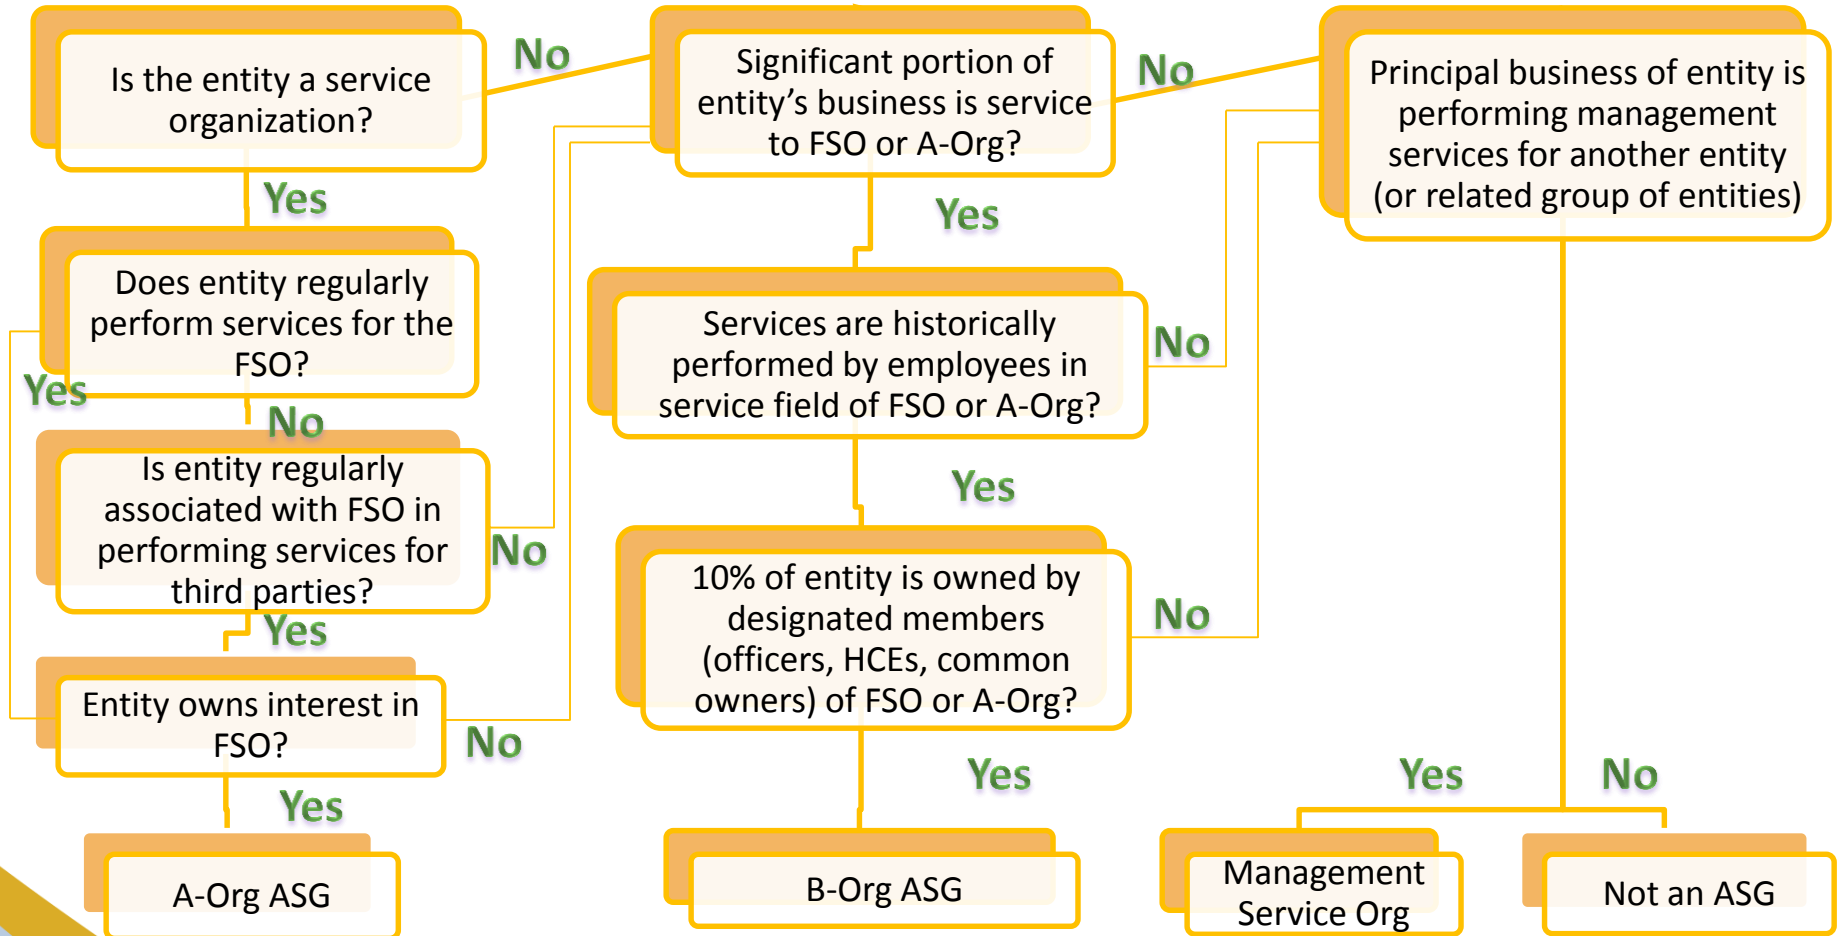 Is the entity a service
organization?
No
Yes
Does entity regularly
perform services for the
FSO?
Yes
No
Is entity regularly
associated with FSO in
performing services for
third parties?
No
Yes
Entity owns interest in
FSO?
No
Yes
A-Org ASG
Significant portion of
entity’s business is service
to FSO or A-Org?
No
Yes
Services are historically
performed by employees in
service field of FSO or A-Org?
No
Yes
10% of entity is owned by
designated members
(officers, HCEs, common
owners) of FSO or A-Org?
No
Yes
B-Org ASG
Principal business of entity is
performing management
services for another entity
(or related group of entities)
Yes
No
Management
Service Org
Not an ASG